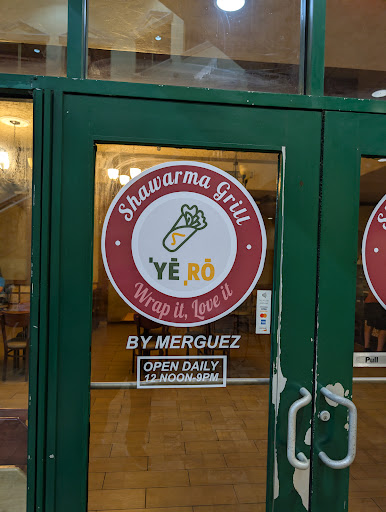 Shawarma Grill
'YĒ,RŌ
Wrap it, Love it
BY MERGUEZ
OPEN DAILY
12 NOON-9PM
Pull